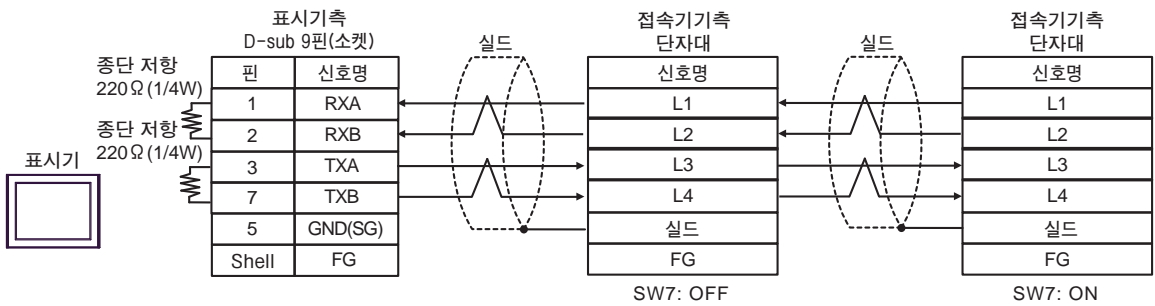 표시기측
D-sub 9핀(소켓)
실드
접속기기측
단자대
실드
접속기기측
단자대
종단 저항
220Ω(1/4W)
종단 저항
220Ω(1/4W)
표시기
핀 신호명
1 RXA
2 RXB
3 TXA
7 TXB
5 GND(SG)
Shell FG
신호명
L1
L2
L3
L4
실드
FG
SW7: OFF
신호명
L1
L2
L3
L4
실드
FG
SW7: ON